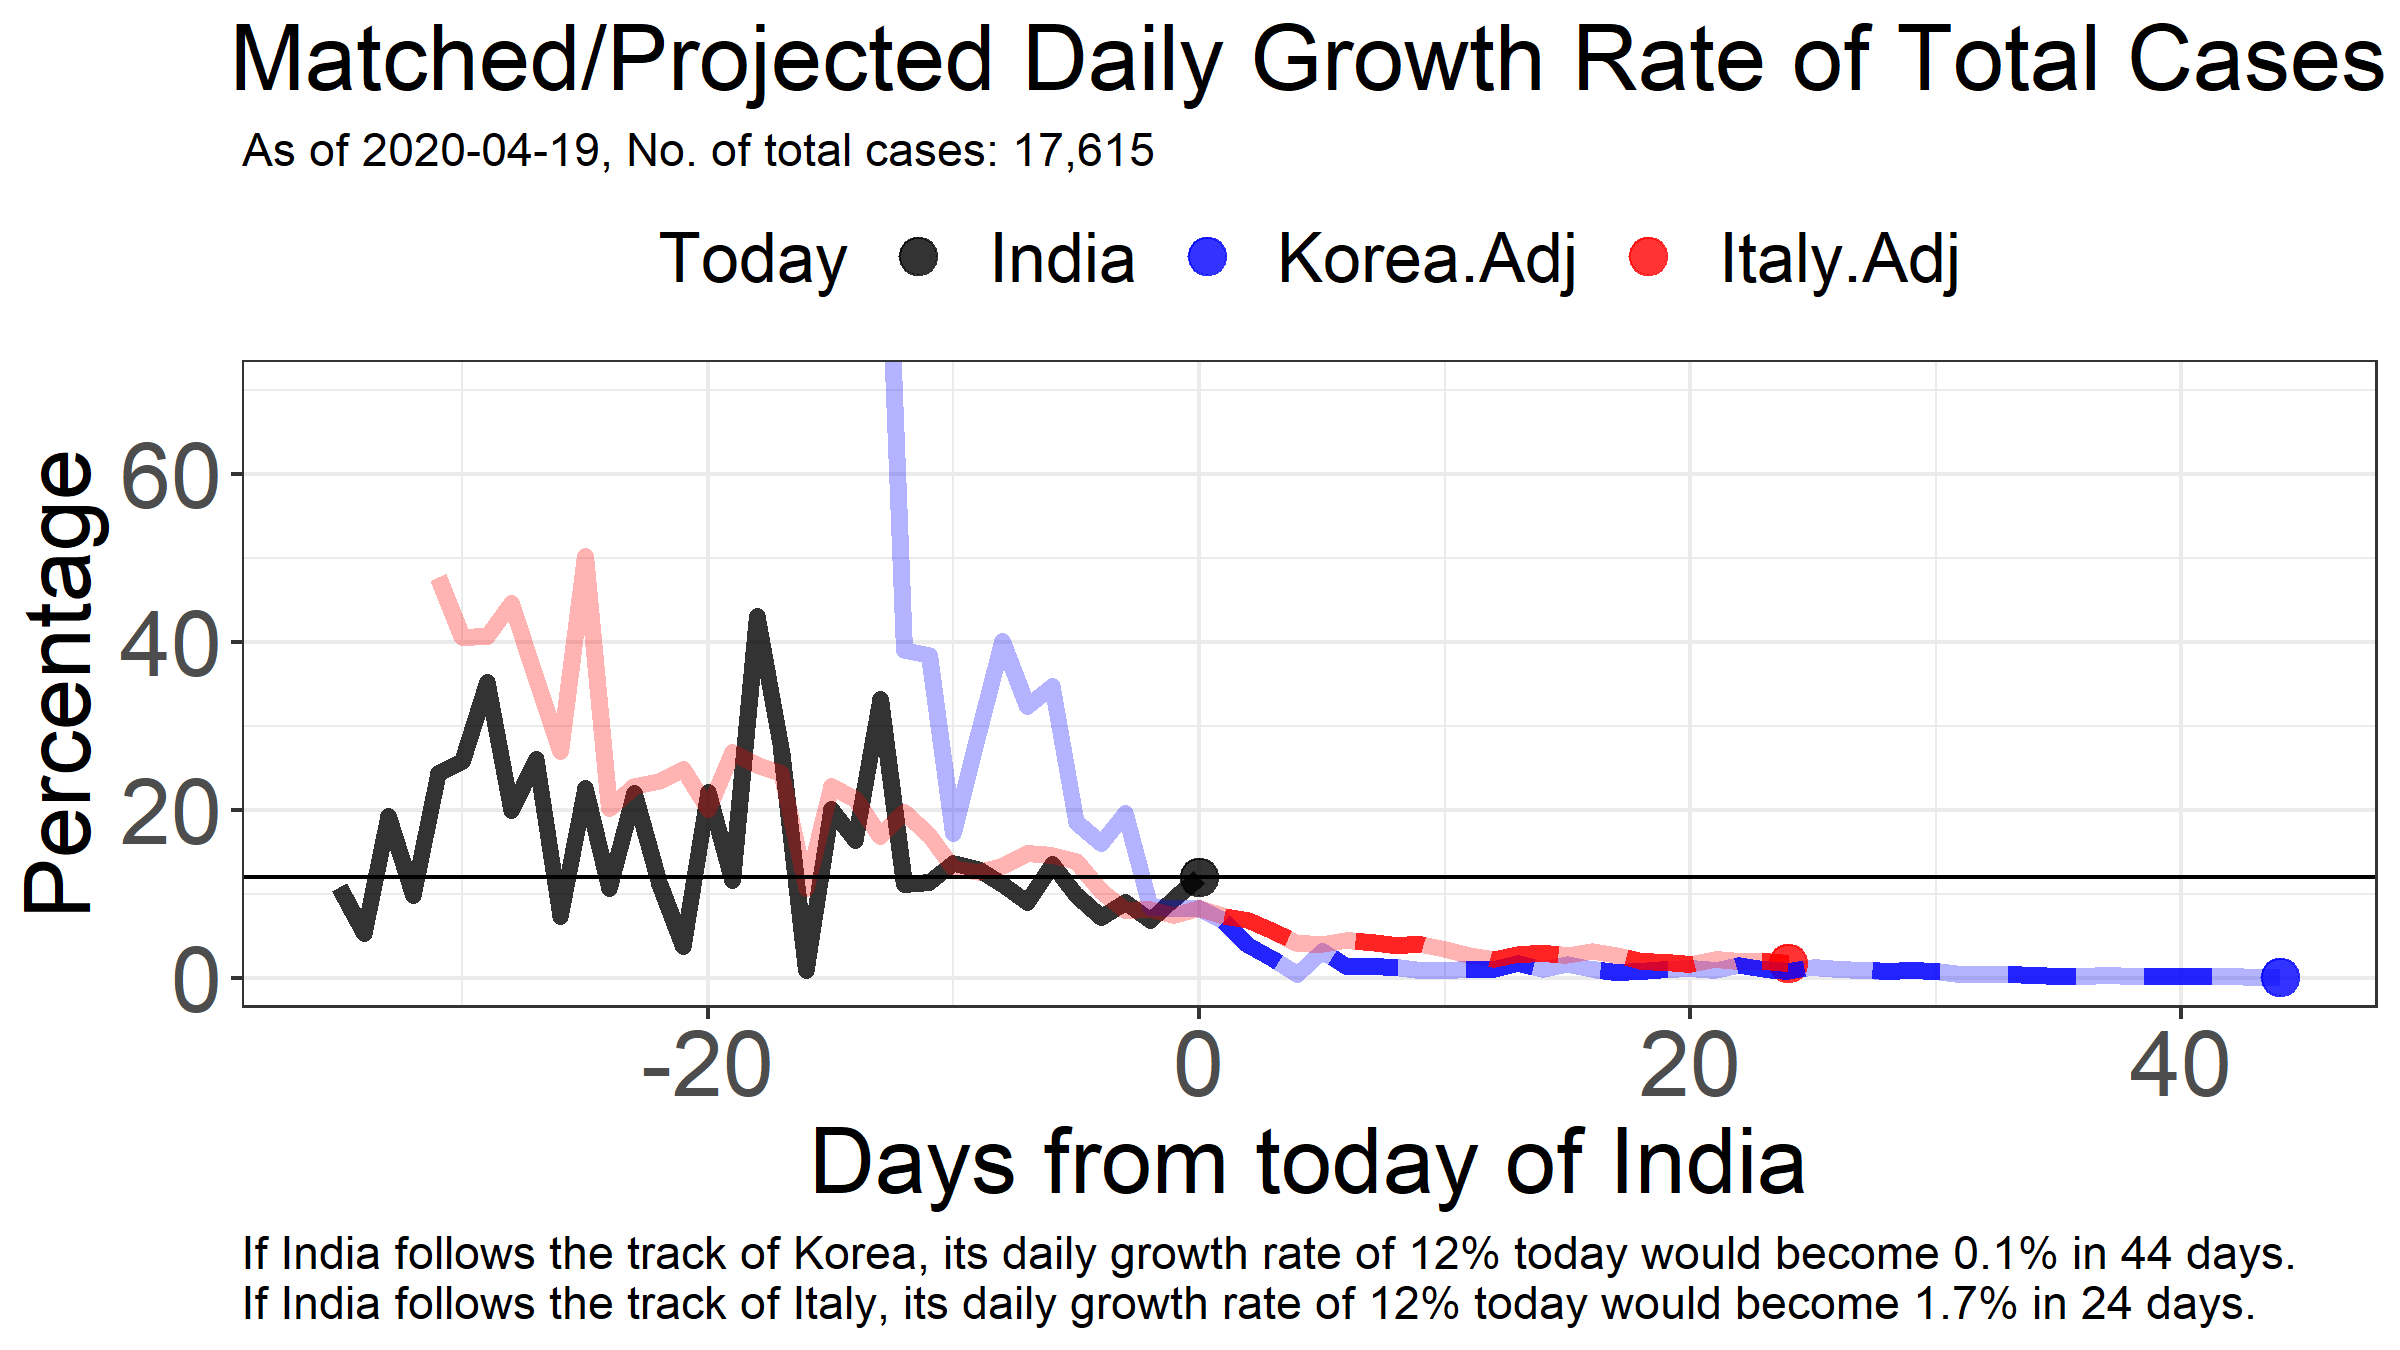 Matched/Projected Daily Growth Rate of Total Cases
As of 2020-04-19, No. of total cases: 17,615
Today India Korea.Adj Italy.Adj
Percentage
60
40
20
0
-20 0 20 40
Days from today of India
If India follows the track of Korea, its daily growth rate of 12% today would become 0.1% in 44 days.
If India follows the track of Italy, its daily growth rate of 12% today would become 1.7% in 24 days.